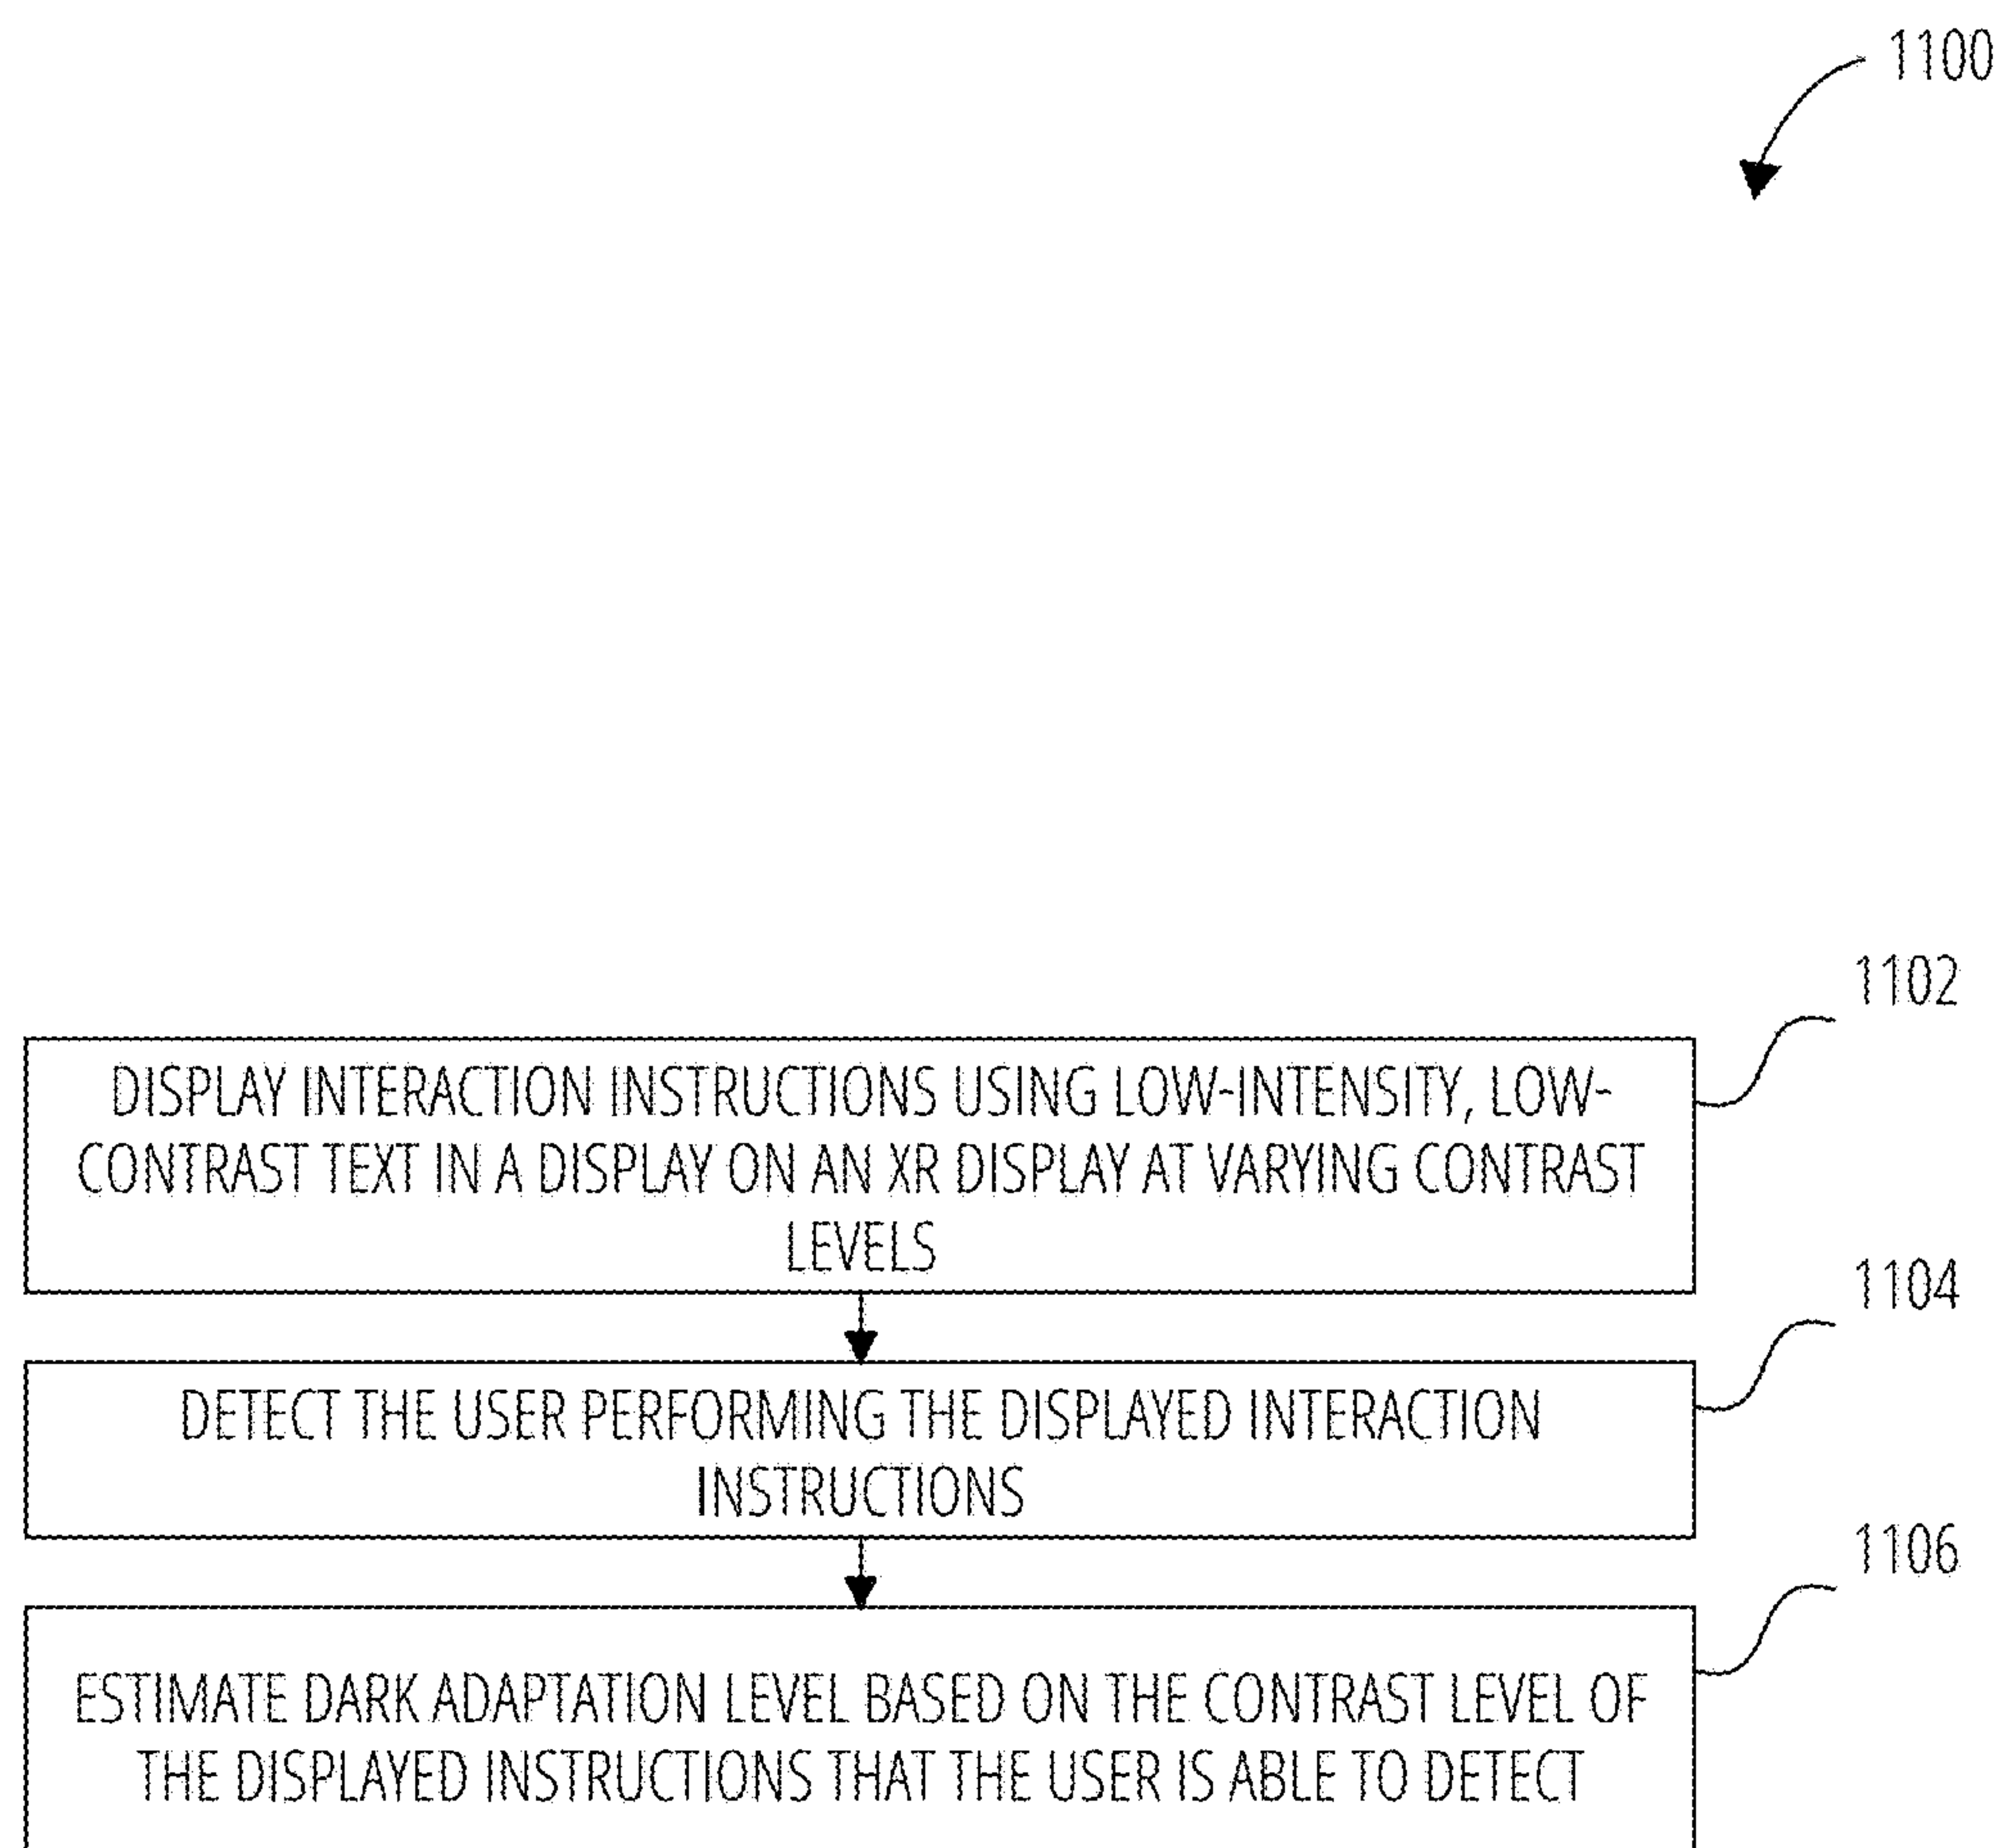 1100
1102
DISPLAY INTERACTION INSTRUCTIONS USING LOW-INTENSITY, LOW-
CONTRAST TEXT IN A DISPLAY ON AN XR DISPLAY AT VARYING CONTRAST
LEVELS
1104
DETECT THE USER PERFORMING THE DISPLAYED INTERACTION
INSTRUCTIONS
1106
ESTIMATE DARK ADAPTATION LEVEL BASED ON THE CONTRAST LEVEL OF
THE DISPLAYED INSTRUCTIONS THAT THE USER IS ABLE TO DETECT